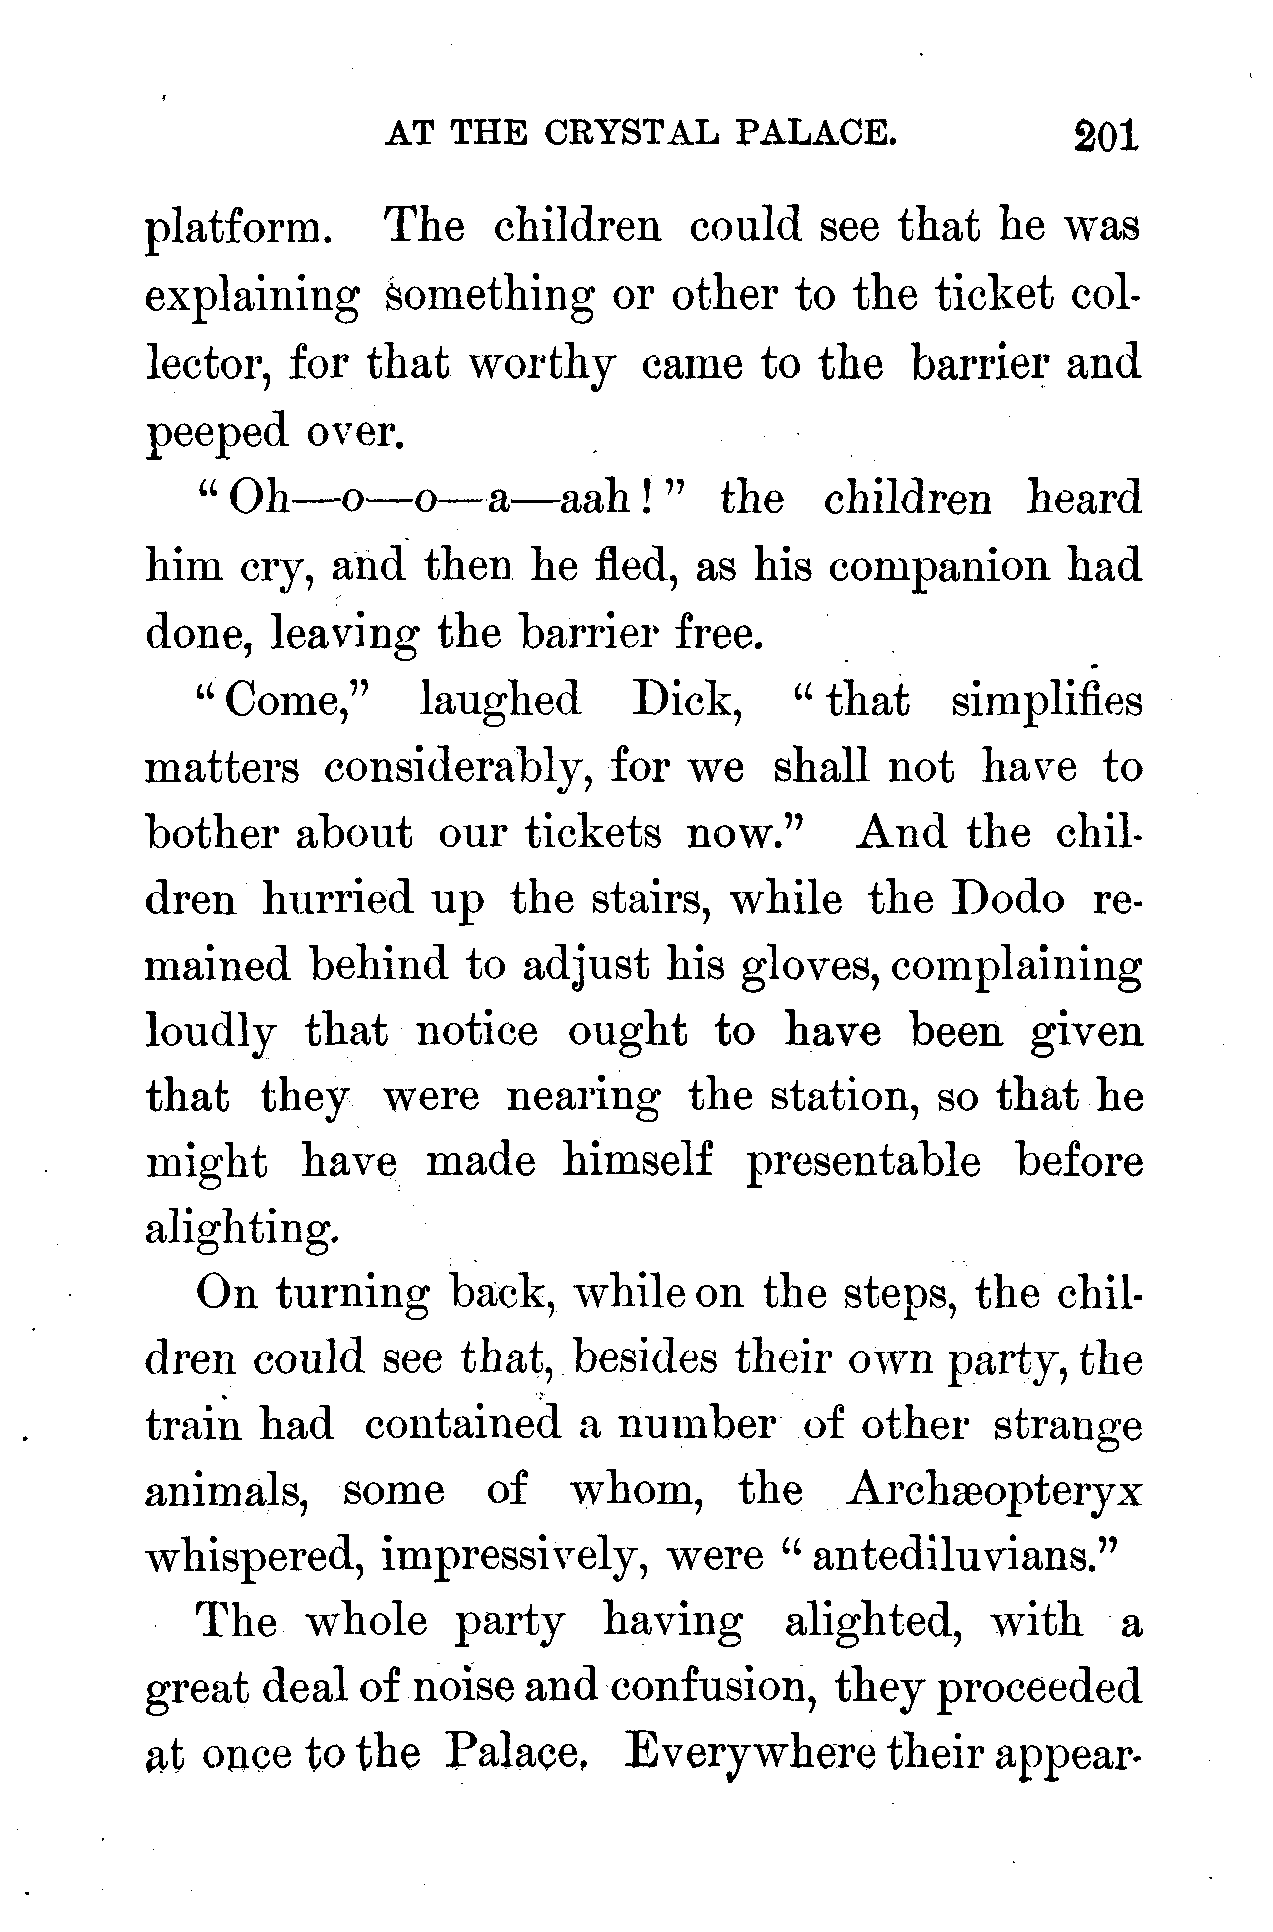 AT THE CRYSTAL PALACE. 201
platform. The children could see that he was
explaining something or other to the ticket col-
lector, for that worthy came to the barrier and
peeped over.
“ Oh—o—o—a—aah ! ” the children heard
him cry, and then he fled, as his companion had
done, leaving the barrier free.
“ Come,” laughed Dick, “ that simplifies
matters considerably, for we shall not have to
bother about our tickets now.” And the chil-
dren hurried up the stairs, while the Dodo re-
mained behind to adjust his gloves, complaining
loudly that notice ought to have been given
that they were nearing the station, so that he
might have made himself presentable before
alighting.
On turning back, while on the steps, the chil-
dren could see that, besides their own party, the
train had contained a number of other strange
animals, some of whom, the Archæopteryx
whispered, impressively, were “ antediluvians.”
The whole party having alighted, with a
great deal of noise and confusion, they proceeded
at once to the Palace. Everywhere their appear-